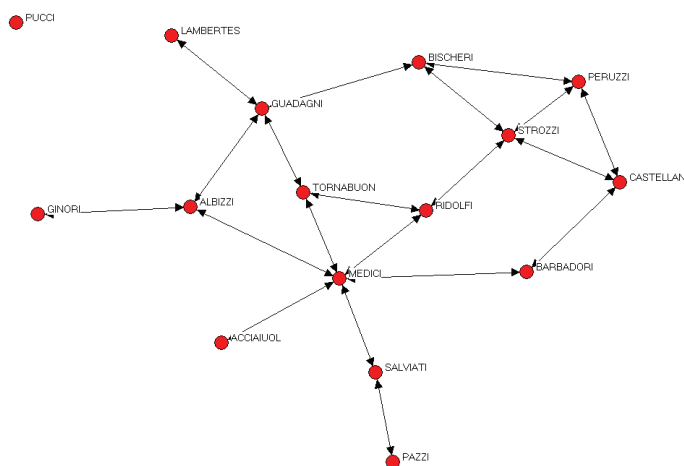 PUCCI
LAMBERTES
BISCHERI
PERUZZI
GUADAGNI
STROZZI
CASTELLAN
TORNABUON
ALBIZZI
GINORI
RIDOLFI
MEDICI
BARBADORI
ACCIAIUOL
SALVIATI
PAZZI